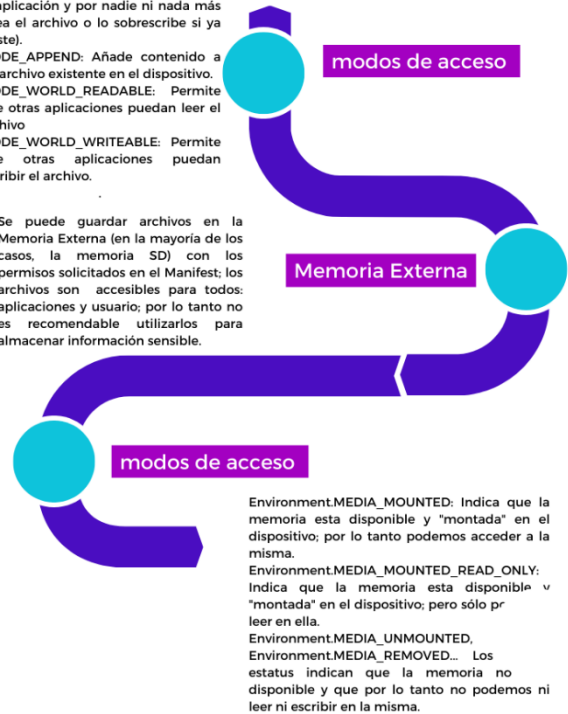 aplicación y por nadie ni nada más
ea el archivo o lo sobrescribe si ya
ste).
DE_APPEND: Añade contenido a
archivo existente en el dispositivo.
DE_WORLD_READABLE: Permite
e otras aplicaciones puedan leer el
hivo
DE_WORLD_WRITEABLE: Permite
e otras aplicaciones puedan
ribir el archivo.
.
modos de acceso
Se puede guardar archivos en la
Memoria Externa (en la mayoría de los
casos, la memoria SD) con los
permisos solicitados en el Manifest; los
archivos son accesibles para todos:
aplicaciones y usuario; por lo tanto no
es recomendable utilizarlos para
almacenar información sensible.
Memoria Externa
modos de acceso
Environment.MEDIA_MOUNTED: Indica que la
memoria esta disponible y "montada" en el
dispositivo; por lo tanto podemos acceder a la
misma.
Environment.MEDIA_MOUNTED_READ_ONLY:
Indica que la memoria esta disponible y
"montada" en el dispositivo; pero sólo
leer en ella.
Environment.MEDIA_UNMOUNTED,
Environment.MEDIA_REMOVED... Los
estatus indican que la memoria no
disponible y que por lo tanto no podemos ni
leer ni escribir en la misma.